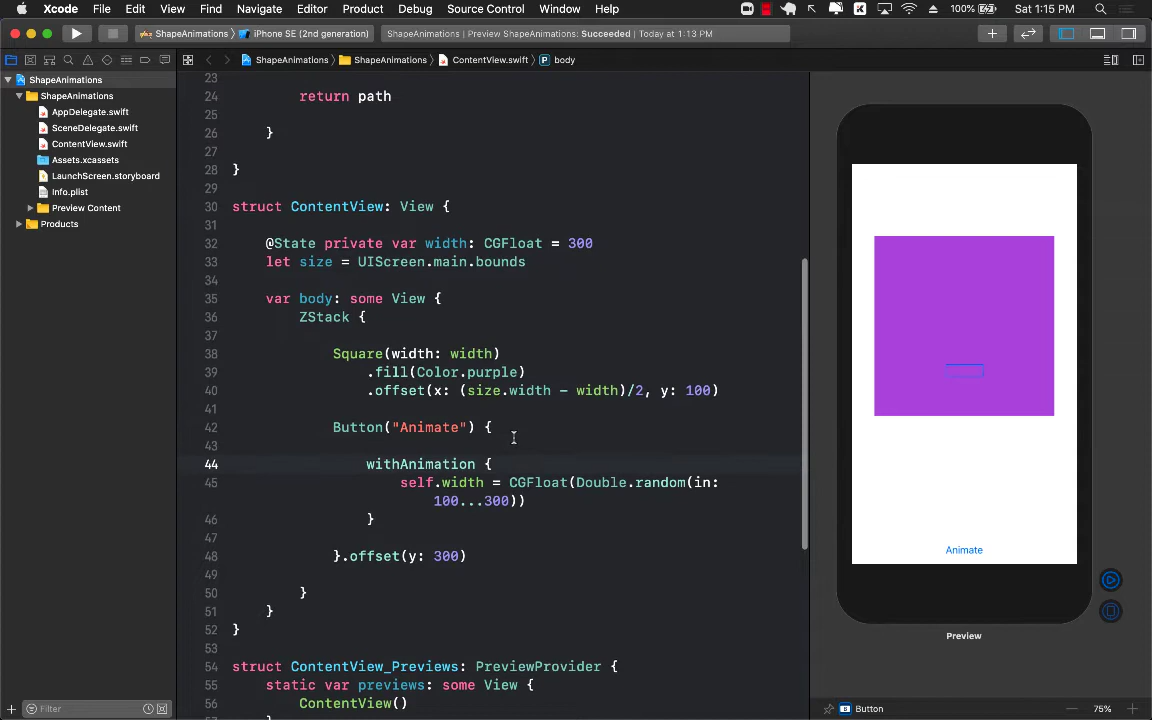 Xcode File Edit View Find Navigate Editor Product Debug Source Control Window Help 100% Sat 1:15 PM
ShapeAnimations iPhone SE (2nd generation) ShapeAnimations | Preview ShapeAnimations: Succeeded | Today at 1:13 PM
ShapeAnimations ShapeAnimations ContentView.swift P body
ShapeAnimations
ShapeAnimations
AppDelegate.swift
SceneDelegate.swift
ContentView.swift
Assets.xcassets
LaunchScreen.storyboard
Info.plist
Preview Content
Products
Filter
23
24 return path
25
26 }
27
28 }
29
30 struct ContentView: View {
31
32 @State private var width: CGFloat = 300
33 let size = UIScreen.main.bounds
34
35 var body: some View {
36 ZStack {
37
38 Square(width: width)
39 .fill(Color.purple)
40 .offset(x: (size.width - width)/2, y: 100)
41
42 Button("Animate") {
43
44 withAnimation {
45 self.width = CGFloat(Double.random(in:
100...300))
46 }
47
48 }.offset(y: 300)
49
50 }
51 }
52 }
53
54 struct ContentView_Previews: PreviewProvider {
55 static var previews: some View {
56 ContentView()
Animate
Preview
Button 75%